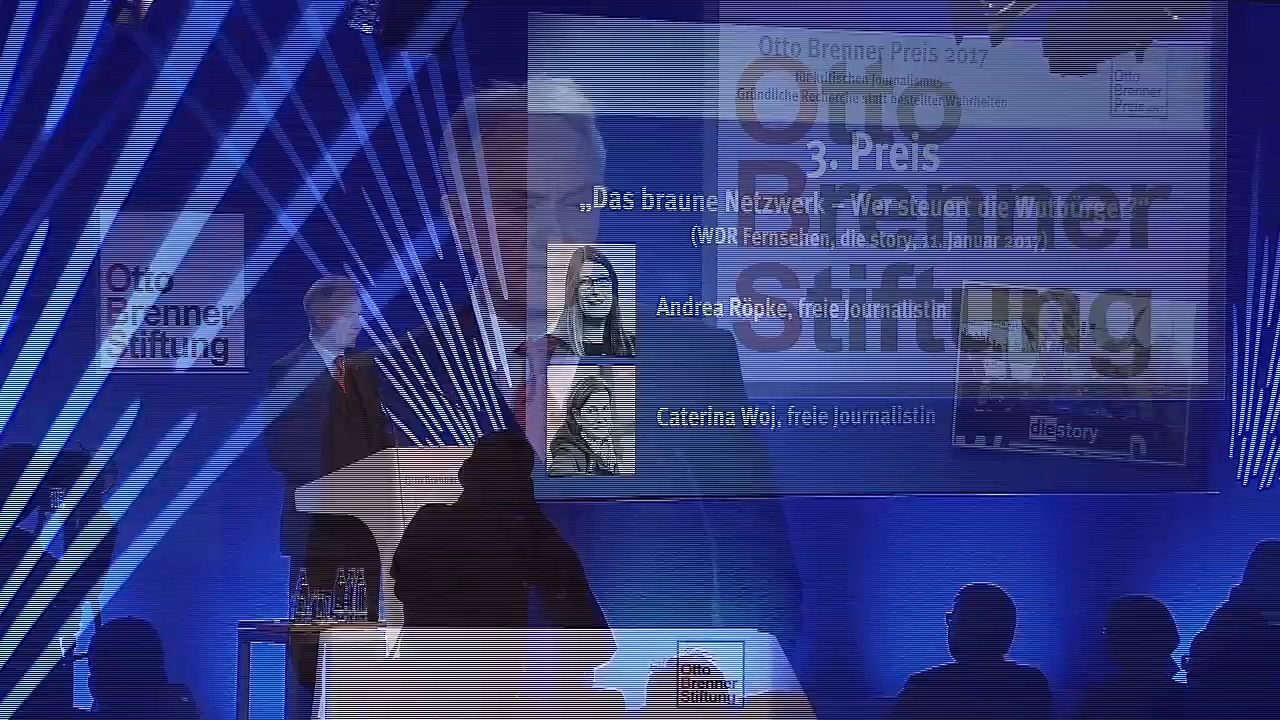 Otto Brenner Preis 2017
für kritischen Journalismus –
Gründliche Recherche statt bestellter Wahrheiten
Otto
Brenner
Preis
3. Preis
„Das braune Netzwerk – Wer steuert die Wutbürger?“
(WDR Fernsehen, die story, 11. Januar 2017)
Andrea Röpke, freie Journalistin
Caterina Woj, freie Journalistin
diestory
Otto
Brenner
Stiftung
Otto
Brenner
Stiftung
Otto
Brenner
Stiftung